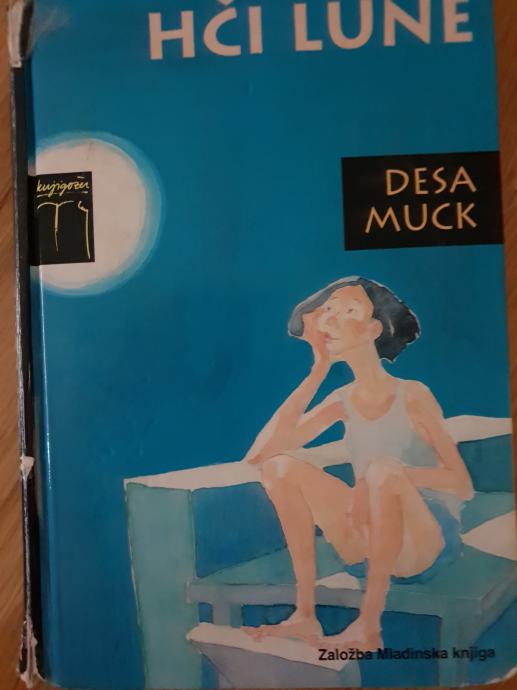 HČI LUNE
knjigožer
DESA
MUCK
Založba Mladinska knjiga